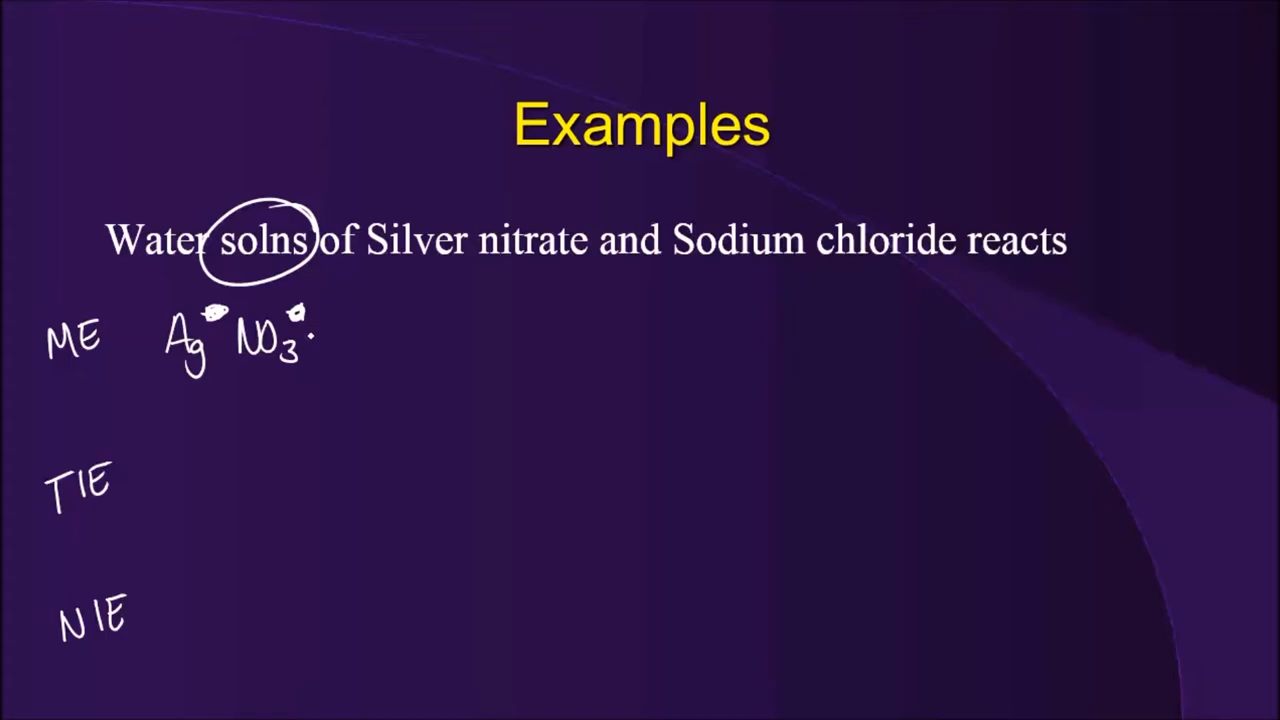 Examples
Water solns of Silver nitrate and Sodium chloride reacts
ME Ag NO3
TIE
NIE